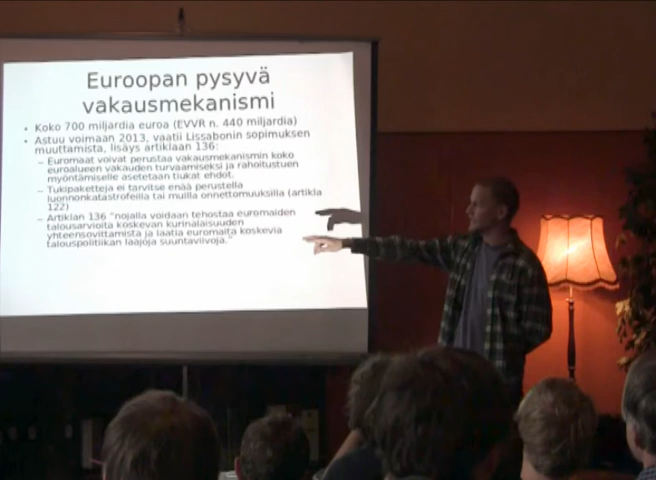 Euroopan pysyvä
vakausmekanismi
• Koko 700 miljardia euroa (EVVR n. 440 miljardia)
• Astuu voimaan 2013, vaatii Lissabonin sopimuksen
muuttamista, lisäys artiklaan 136:
– Euromaat voivat perustaa vakausmekanismin koko
euroalueen vakauden turvaamiseksi ja rahoitustuen
myöntämiselle asetetaan tiukat ehdot.
– Tukipaketteja ei tarvitse enää perustella
luonnonkatastrofeilla tai muilla onnettomuuksilla (artikla
122)
– Artiklan 136 "nojalla voidaan tehostaa euromaiden
talousarvioita koskevan kurinalaisuuden
yhteensovittamista ja laatia euromaita koskevia
talouspolitiikan laajoja suuntaviivoja."